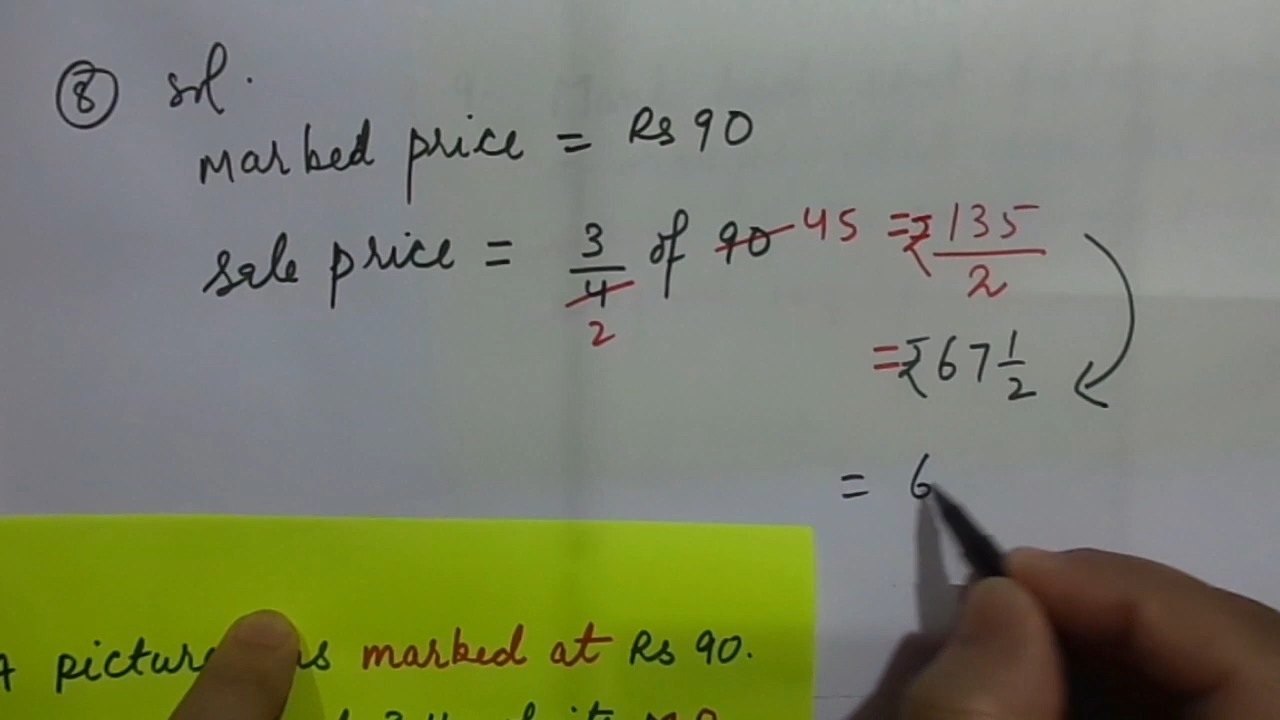 8 sol.
Marked price = Rs 90
sale price = 3/4 2 of 90 45 = ₹135/2
= ₹67 1/2
= 6
A picture is marked at Rs 90.